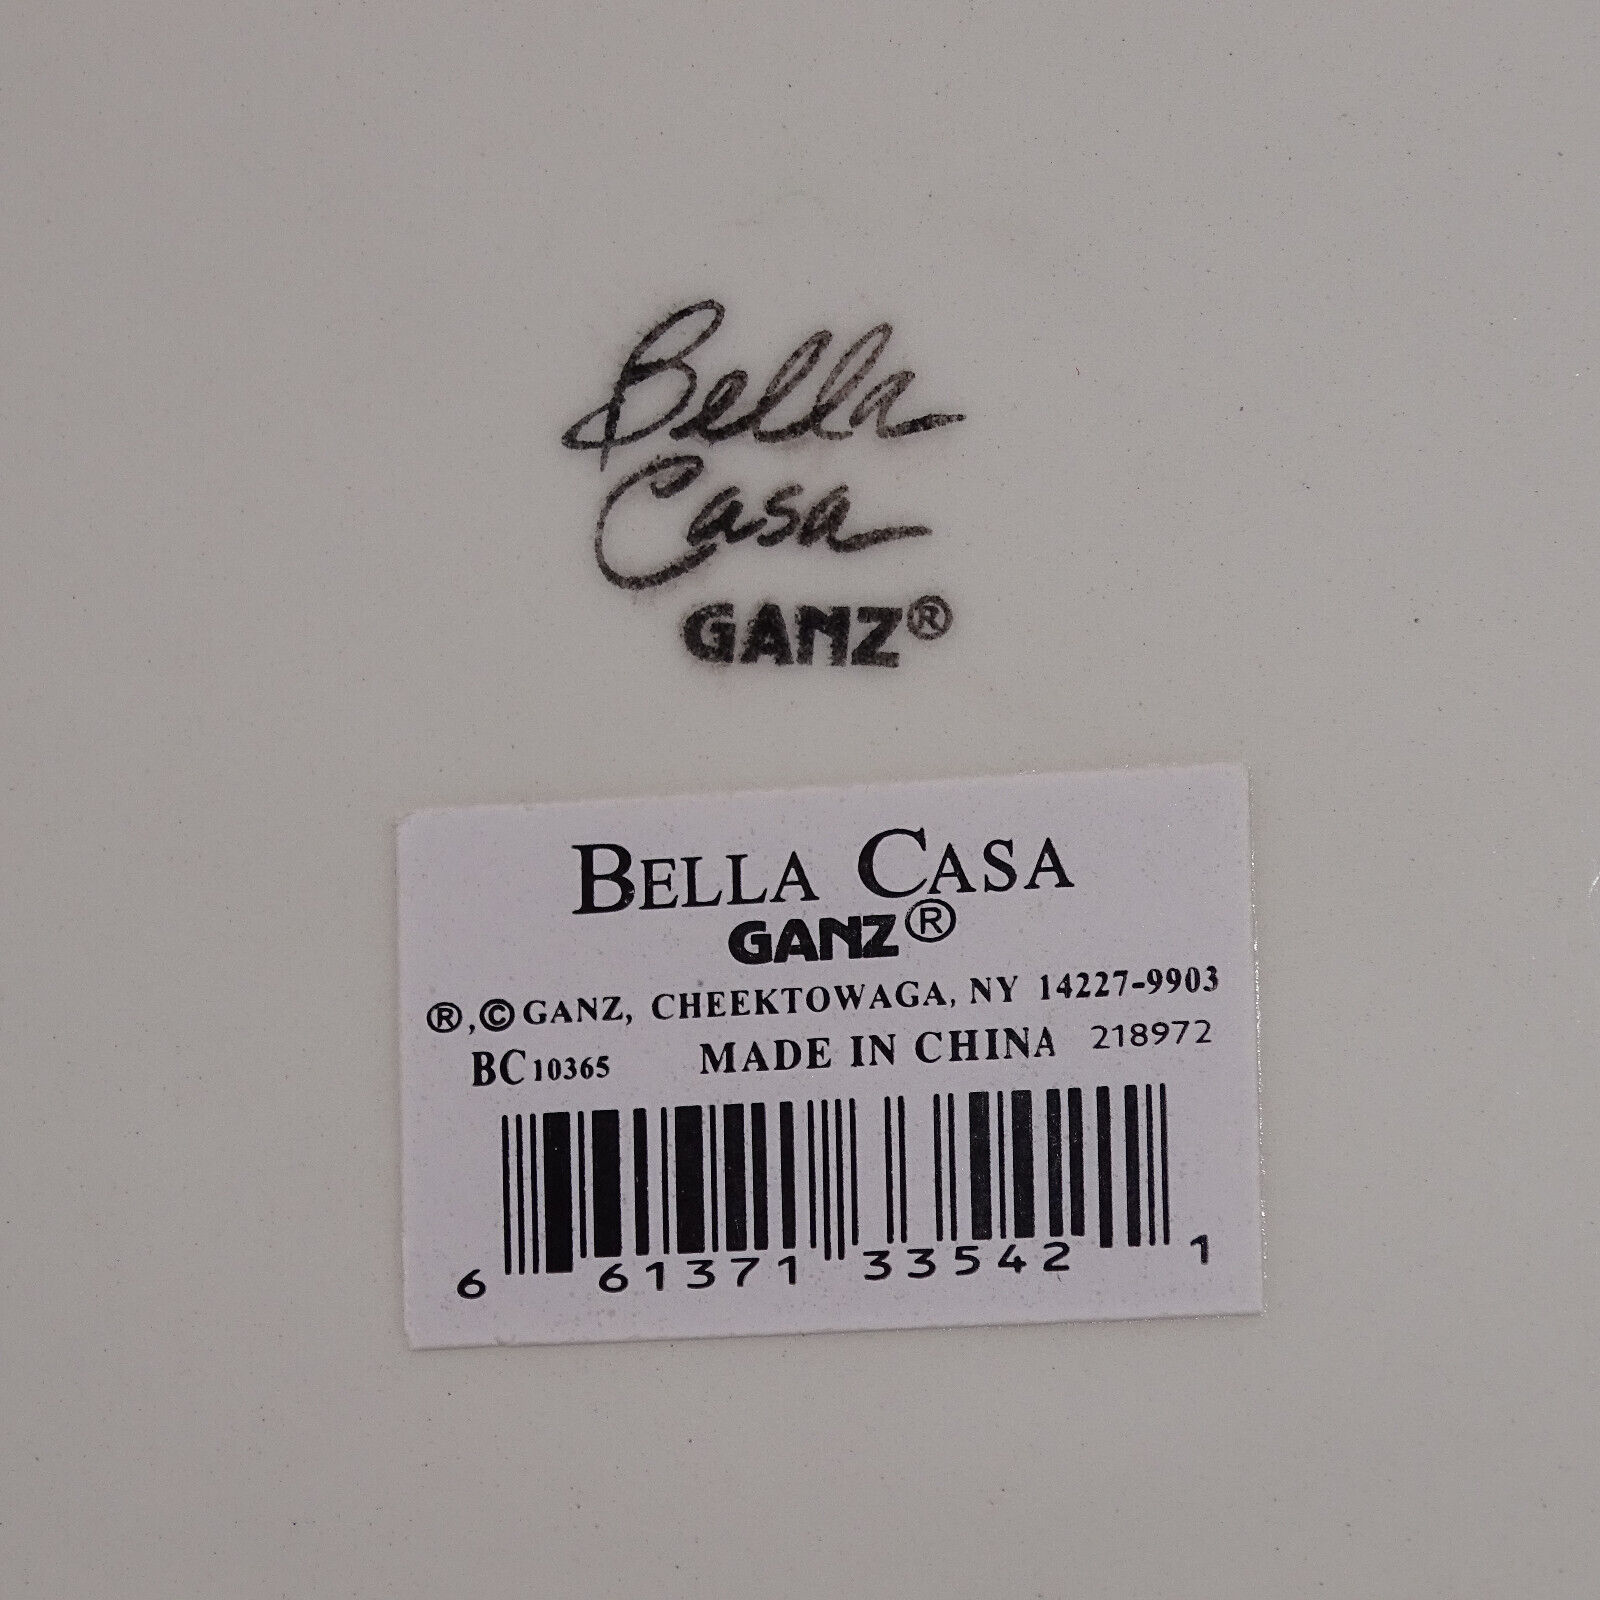 Bella
Casa
GANZ®
BELLA CASA
GANZ®
®,©GANZ, CHEEKTOWAGA, NY 14227-9903
BC10365 MADE IN CHINA 218972
6 61371 33542 1